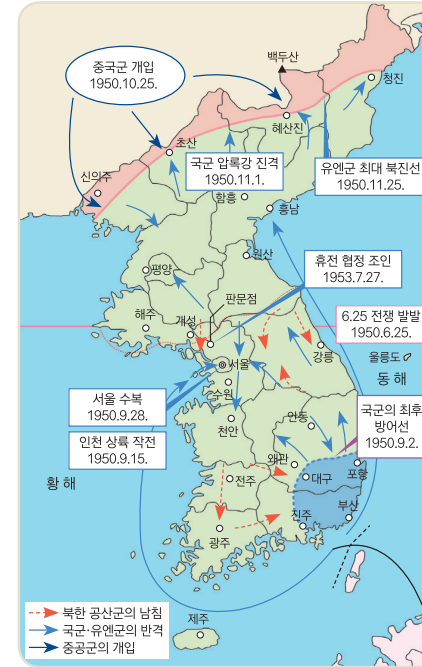 백두산
중국군 개입
1950.10.25.
청진
혜산진
초산
국군 압록강 진격
1950.11.1.
유엔군 최대 북진선
1950.11.25.
신의주
함흥
흥남
원산
평양
휴전 협정 조인
1953.7.27.
판문점
해주
개성
6.25 전쟁 발발
1950.6.25.
강릉
울릉도
동해
서울
수원
서울 수복
1950.9.28.
인천 상륙 작전
1950.9.15.
천안
안동
국군의 최후
방어선
1950.9.2.
왜관
포항
대구
황해
전주
진주
부산
광주
제주
북한 공산군의 남침
국군·유엔군의 반격
중공군의 개입